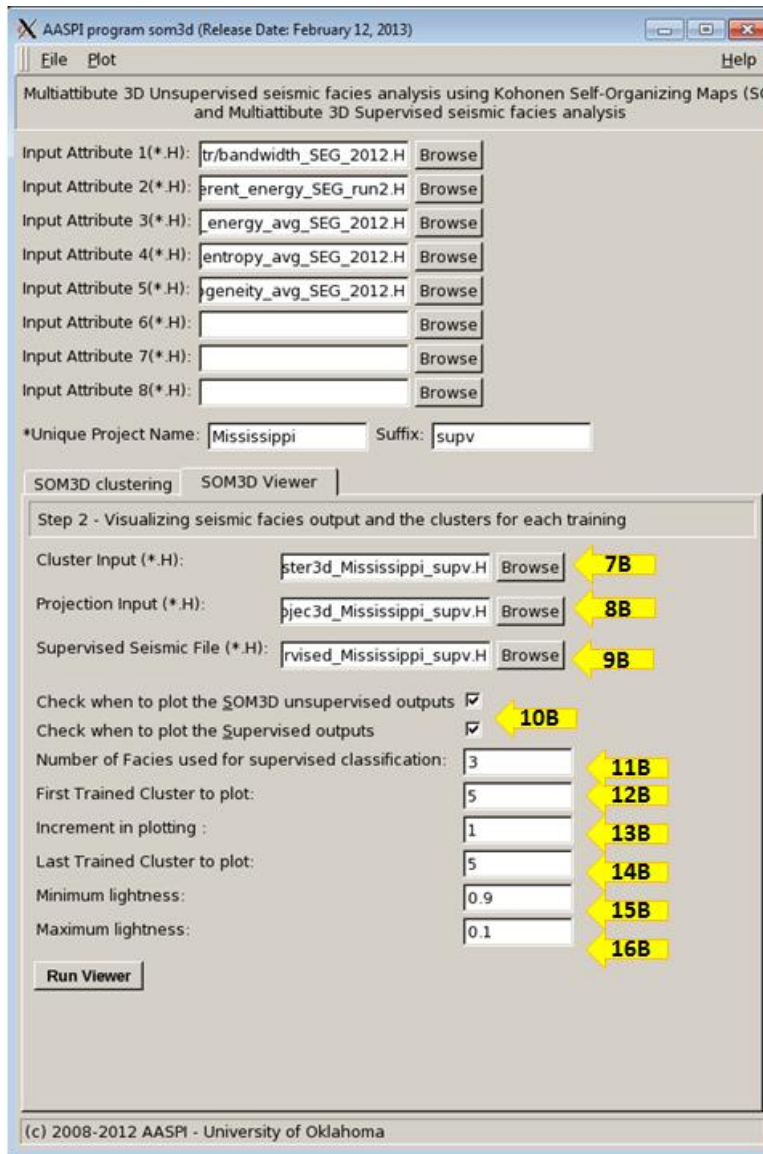 AASPI program som3d (Release Date: February 12, 2013)
File Plot Help
Multiattibute 3D Unsupervised seismic facies analysis using Kohonen Self-Organizing Maps (SO
and Multiattibute 3D Supervised seismic facies analysis
Input Attribute 1(*.H): tr/bandwidth_SEG_2012.H Browse
Input Attribute 2(*.H): erent_energy_SEG_run2.H Browse
Input Attribute 3(*.H): _energy_avg_SEG_2012.H Browse
Input Attribute 4(*.H): entropy_avg_SEG_2012.H Browse
Input Attribute 5(*.H): ogeneity_avg_SEG_2012.H Browse
Input Attribute 6(*.H): Browse
Input Attribute 7(*.H): Browse
Input Attribute 8(*.H): Browse
*Unique Project Name: Mississippi Suffix: supv
SOM3D clustering SOM3D Viewer
Step 2 - Visualizing seismic facies output and the clusters for each training
Cluster Input (*.H): ster3d_Mississippi_supv.H Browse 7B
Projection Input (*.H): ojec3d_Mississippi_supv.H Browse 8B
Supervised Seismic File (*.H): rvised_Mississippi_supv.H Browse 9B
Check when to plot the SOM3D unsupervised outputs
Check when to plot the Supervised outputs 10B
Number of Facies used for supervised classification: 3 11B
First Trained Cluster to plot: 5 12B
Increment in plotting : 1 13B
Last Trained Cluster to plot: 5 14B
Minimum lightness: 0.9 15B
Maximum lightness: 0.1 16B
Run Viewer
(c) 2008-2012 AASPI - University of Oklahoma